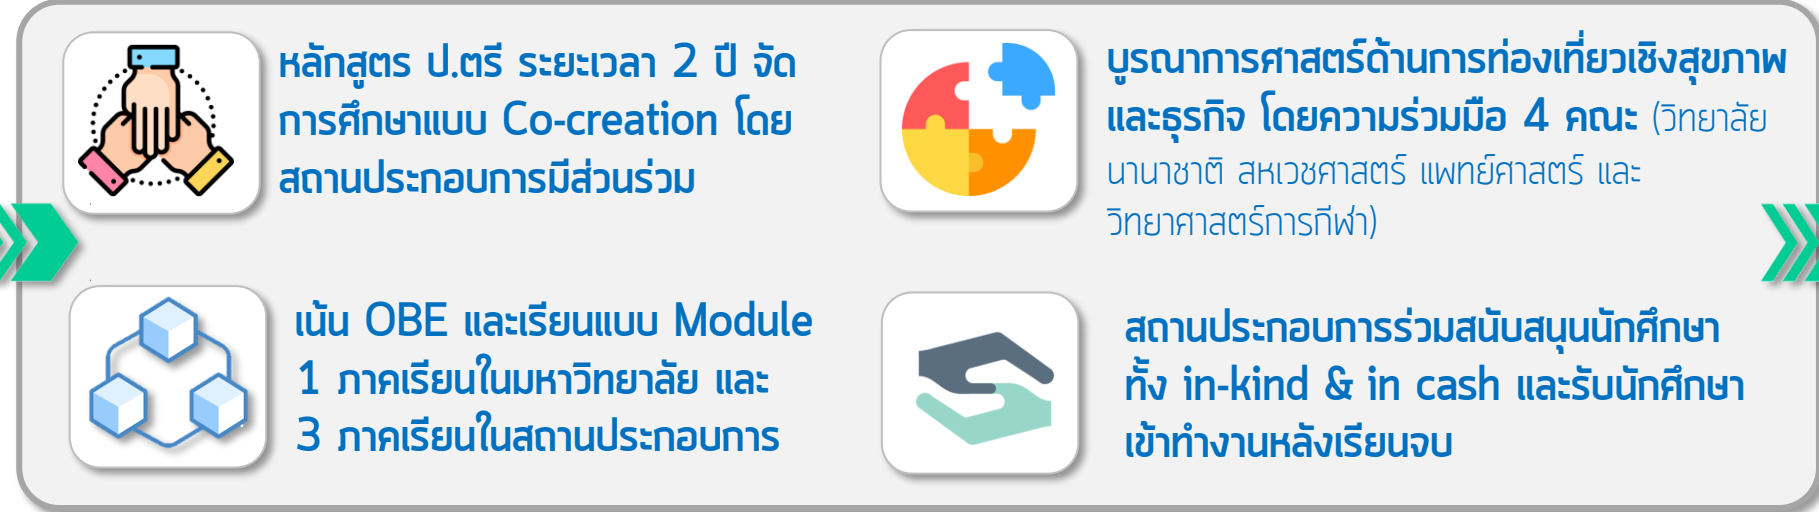 หลักสูตร ป.ตรี ระยะเวลา 2 ปี จัด
การศึกษาแบบ Co-creation โดย
สถานประกอบการมีส่วนร่วม
บูรณาการศาสตร์ด้านการท่องเที่ยวเชิงสุขภาพ
และธุรกิจ โดยความร่วมมือ 4 คณะ (วิทยาลัย
นานาชาติ สหเวชศาสตร์ แพทย์ศาสตร์ และ
วิทยาศาสตร์การกีฬา)
เน้น OBE และเรียนแบบ Module
1 ภาคเรียนในมหาวิทยาลัย และ
3 ภาคเรียนในสถานประกอบการ
สถานประกอบการร่วมสนับสนุนนักศึกษา
ทั้ง in-kind & in cash และรับนักศึกษา
เข้าทำงานหลังเรียนจบ